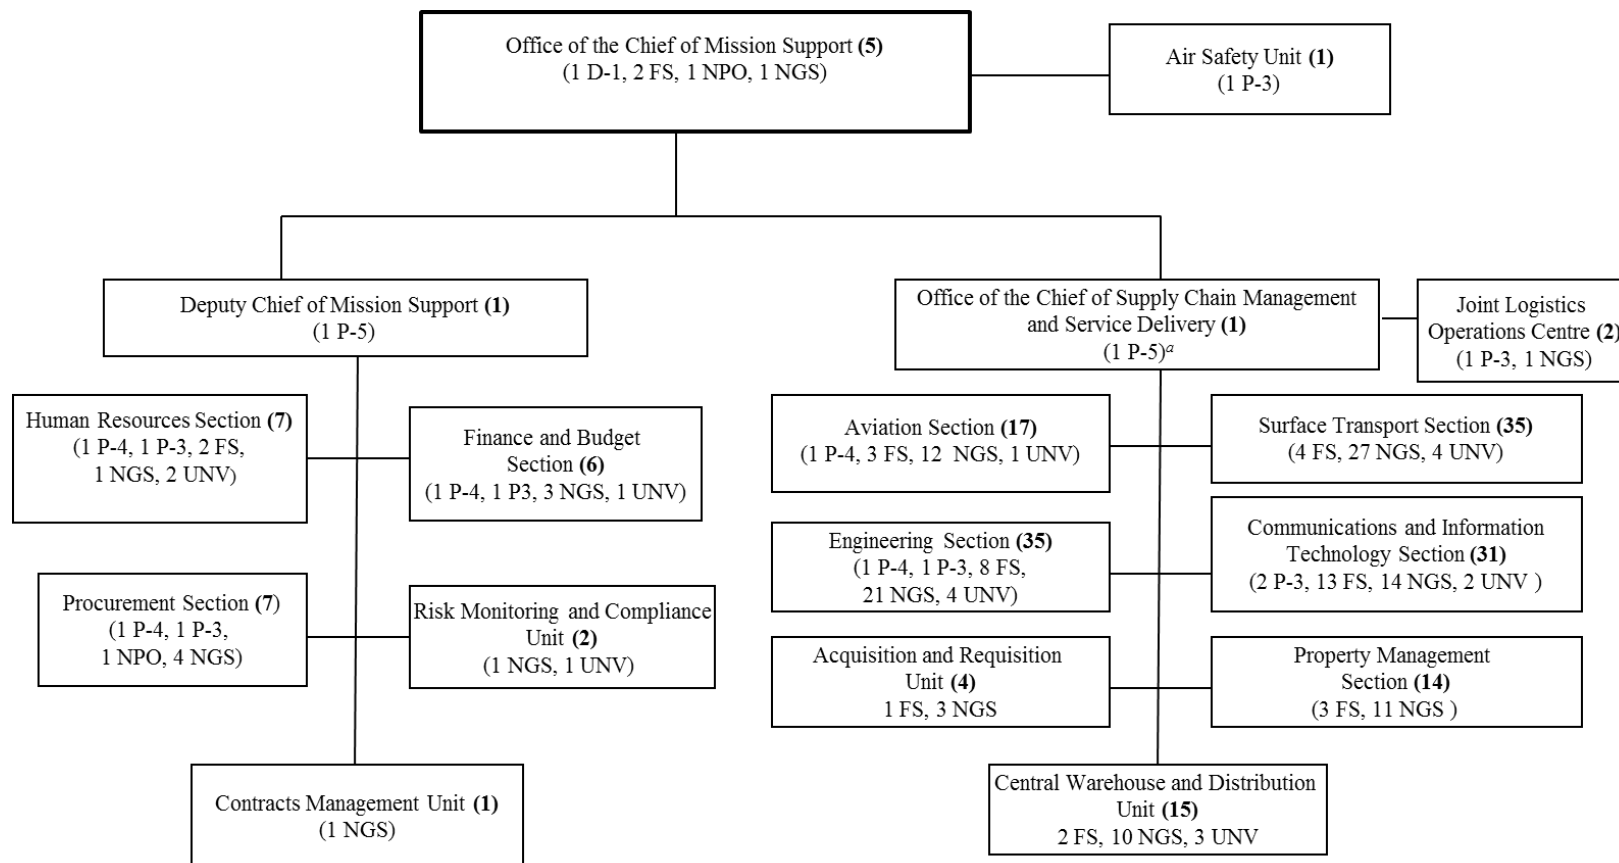 Office of the Chief of Mission Support (5)
(1 D-1, 2 FS, 1 NPO, 1 NGS)
Air Safety Unit (1)
(1 P-3)
Deputy Chief of Mission Support (1)
(1 P-5)
Office of the Chief of Supply Chain Management
and Service Delivery (1)
(1 P-5)a
Joint Logistics
Operations Centre (2)
(1 P-3, 1 NGS)
Human Resources Section (7)
(1 P-4, 1 P-3, 2 FS,
1 NGS, 2 UNV)
Finance and Budget
Section (6)
(1 P-4, 1 P3, 3 NGS, 1 UNV)
Aviation Section (17)
(1 P-4, 3 FS, 12 NGS, 1 UNV)
Surface Transport Section (35)
(4 FS, 27 NGS, 4 UNV)
Engineering Section (35)
(1 P-4, 1 P-3, 8 FS,
21 NGS, 4 UNV)
Communications and Information
Technology Section (31)
(2 P-3, 13 FS, 14 NGS, 2 UNV )
Procurement Section (7)
(1 P-4, 1 P-3,
1 NPO, 4 NGS)
Risk Monitoring and Compliance
Unit (2)
(1 NGS, 1 UNV)
Acquisition and Requisition
Unit (4)
1 FS, 3 NGS
Property Management
Section (14)
(3 FS, 11 NGS )
Contracts Management Unit (1)
(1 NGS)
Central Warehouse and Distribution
Unit (15)
2 FS, 10 NGS, 3 UNV